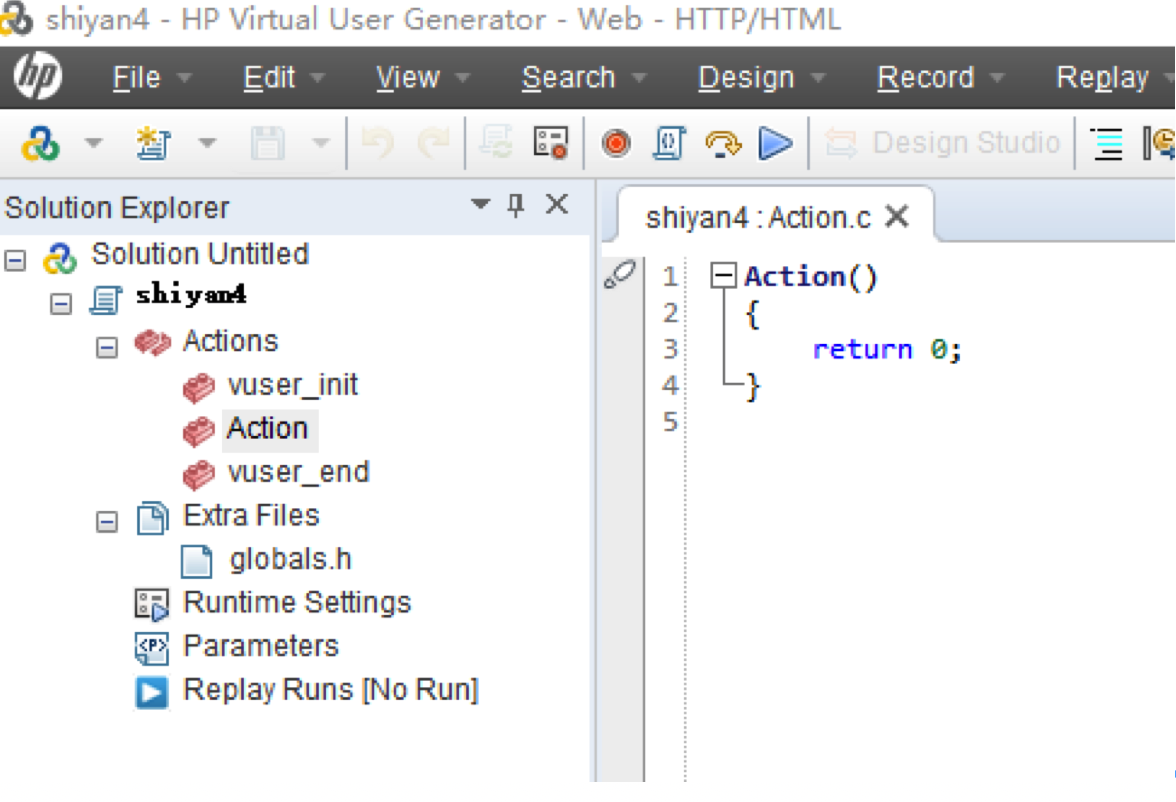 shiyan4 - HP Virtual User Generator - Web - HTTP/HTML
hp File Edit View Search Design Record Replay
Design Studio
Solution Explorer
Solution Untitled
shiyan4
Actions
vuser_init
Action
vuser_end
Extra Files
globals.h
Runtime Settings
<P> Parameters
Replay Runs [No Run]
shiyan4 : Action.c
1 Action()
2 {
3 return 0;
4 }
5